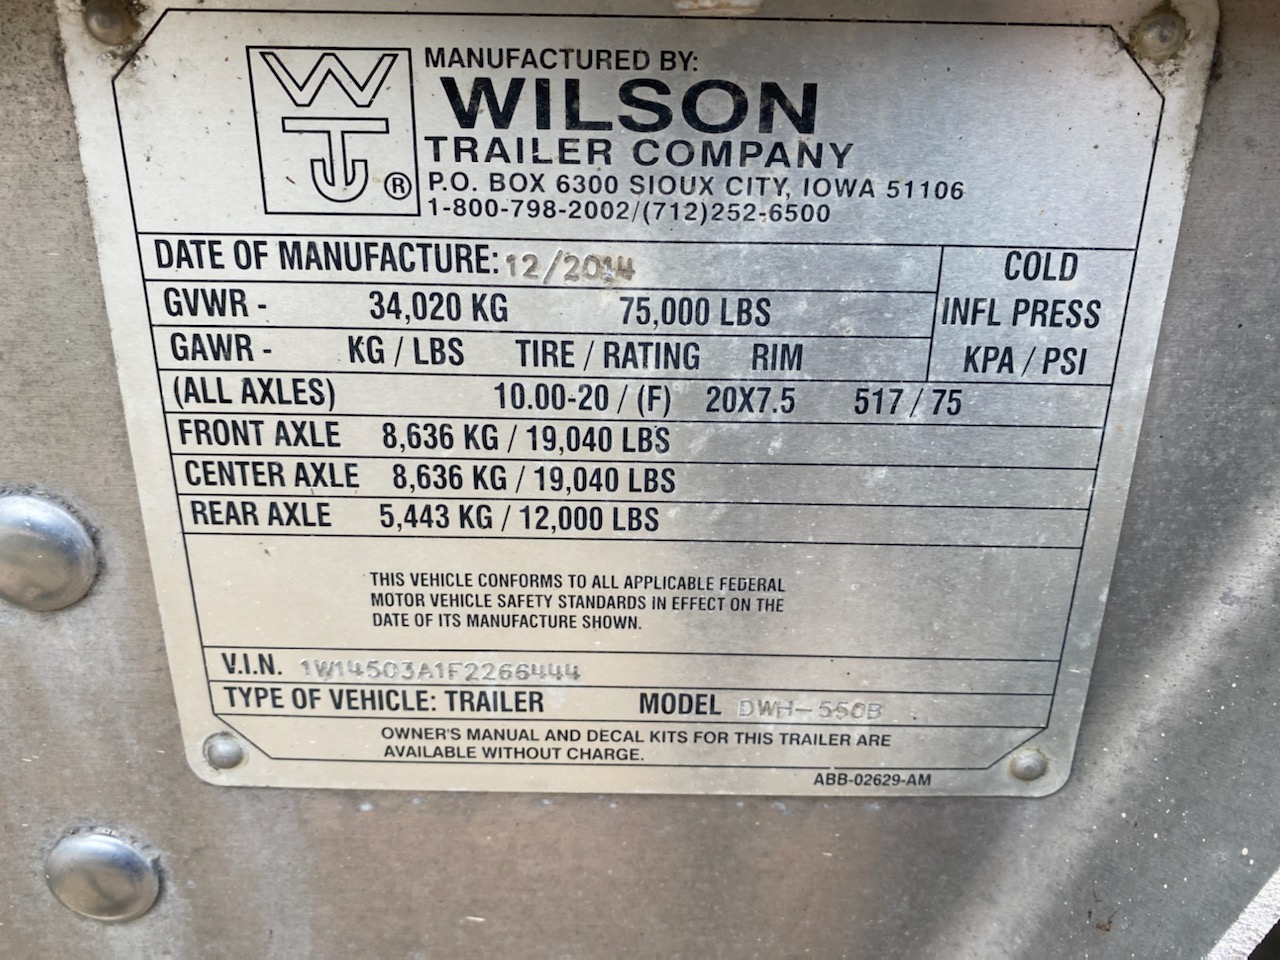 WTJ ®
MANUFACTURED BY:
WILSON
TRAILER COMPANY
P.O. BOX 6300 SIOUX CITY, IOWA 51106
1-800-798-2002/(712)252-6500
DATE OF MANUFACTURE: 12/2014
COLD
INFL PRESS
KPA / PSI
GVWR - 34,020 KG 75,000 LBS
GAWR - KG / LBS TIRE / RATING RIM
(ALL AXLES) 10.00-20 / (F) 20X7.5 517 / 75
FRONT AXLE 8,636 KG / 19,040 LBS
CENTER AXLE 8,636 KG / 19,040 LBS
REAR AXLE 5,443 KG / 12,000 LBS
THIS VEHICLE CONFORMS TO ALL APPLICABLE FEDERAL
MOTOR VEHICLE SAFETY STANDARDS IN EFFECT ON THE
DATE OF ITS MANUFACTURE SHOWN.
V.I.N. 1W14503A1F2266444
TYPE OF VEHICLE: TRAILER MODEL DWH-550B
OWNER'S MANUAL AND DECAL KITS FOR THIS TRAILER ARE
AVAILABLE WITHOUT CHARGE.
ABB-02629-AM